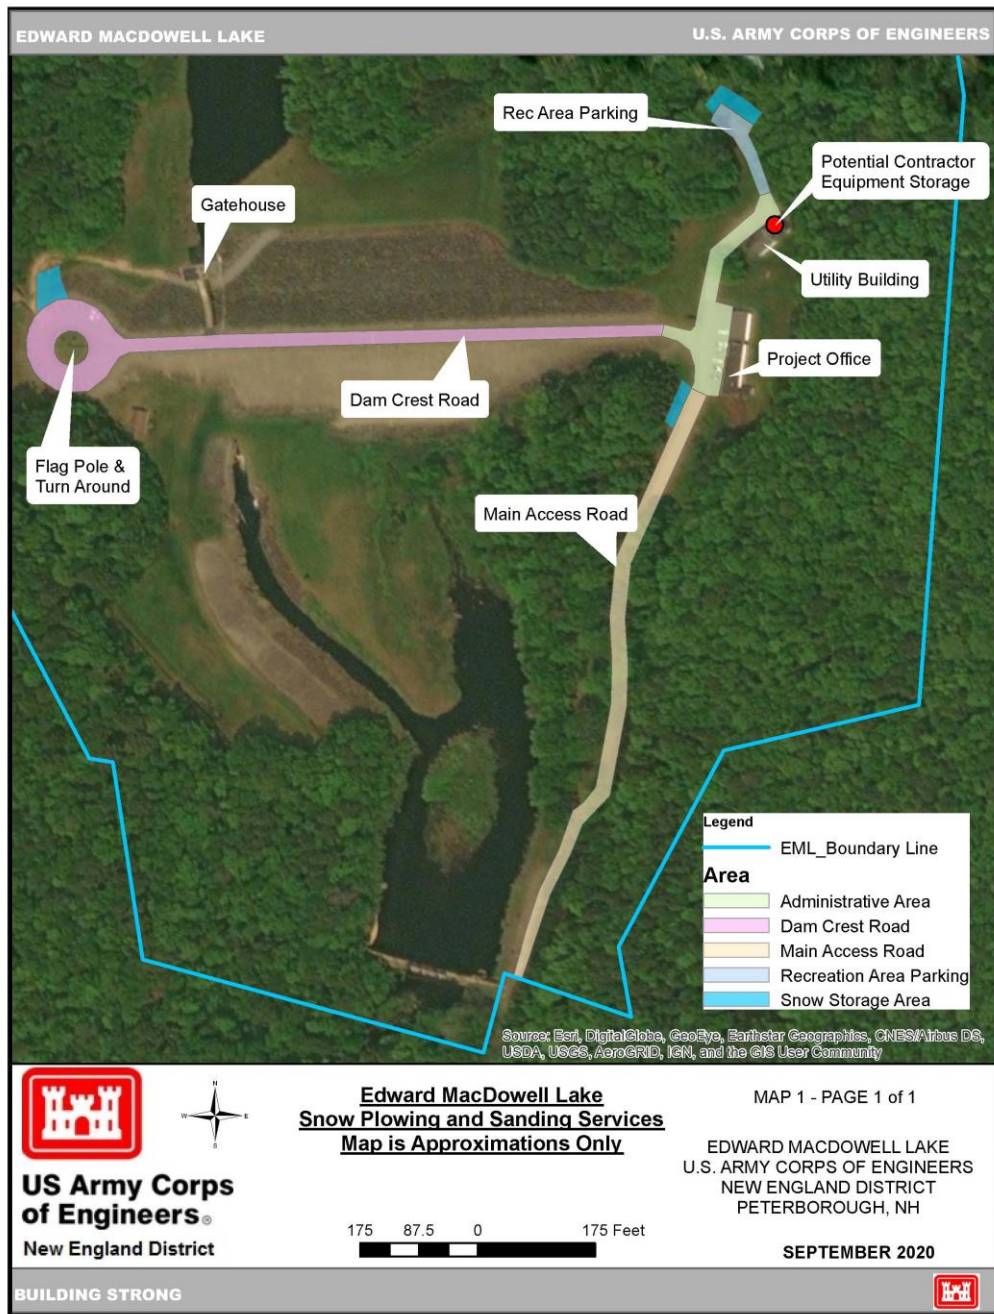 EDWARD MACDOWELL LAKE
U.S. ARMY CORPS OF ENGINEERS
Rec Area Parking
Potential Contractor
Equipment Storage
Gatehouse
Utility Building
Project Office
Dam Crest Road
Flag Pole &
Turn Around
Main Access Road
Legend
EML_Boundary Line
Area
Administrative Area
Dam Crest Road
Main Access Road
Recreation Area Parking
Snow Storage Area
Source: Esri, DigitalGlobe, GeoEye, Earthstar Geographics, CNES/Airbus DS,
USDA, USGS, AeroGRID, IGN, and the GIS User Community
N
W
E
S
US Army Corps
of Engineers®
New England District
Edward MacDowell Lake
Snow Plowing and Sanding Services
Map is Approximations Only
175 87.5 0 175 Feet
MAP 1 - PAGE 1 of 1
EDWARD MACDOWELL LAKE
U.S. ARMY CORPS OF ENGINEERS
NEW ENGLAND DISTRICT
PETERBOROUGH, NH
SEPTEMBER 2020
BUILDING STRONG